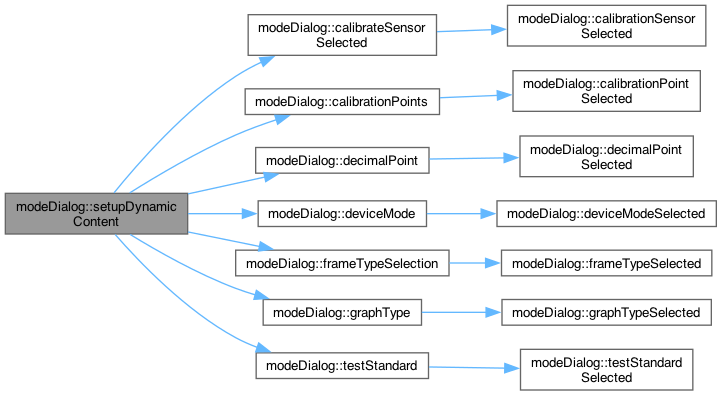 modeDialog::setupDynamic
Content
modeDialog::calibrateSensor
Selected
modeDialog::calibrationSensor
Selected
modeDialog::calibrationPoints
modeDialog::calibrationPoint
Selected
modeDialog::decimalPoint
modeDialog::decimalPoint
Selected
modeDialog::deviceMode
modeDialog::deviceModeSelected
modeDialog::frameTypeSelection
modeDialog::frameTypeSelected
modeDialog::graphType
modeDialog::graphTypeSelected
modeDialog::testStandard
modeDialog::testStandard
Selected